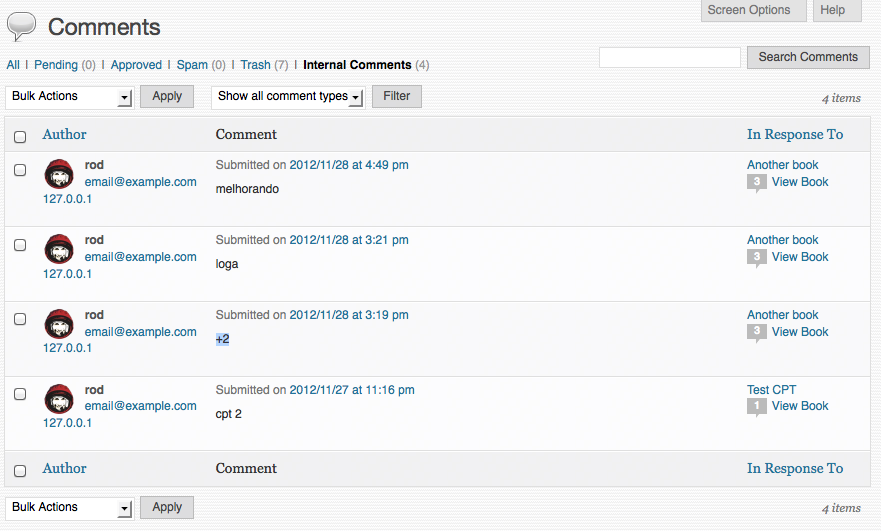 Screen Options Help
Comments
All | Pending (0) | Approved | Spam (0) | Trash (7) | Internal Comments (4)
Search Comments
Bulk Actions Apply Show all comment types Filter 4 items
Author Comment In Response To
rod Submitted on 2012/11/28 at 4:49 pm Another book
email@example.com melhorando 3 View Book
127.0.0.1
rod Submitted on 2012/11/28 at 3:21 pm Another book
email@example.com loga 3 View Book
127.0.0.1
rod Submitted on 2012/11/28 at 3:19 pm Another book
email@example.com +2 3 View Book
127.0.0.1
rod Submitted on 2012/11/27 at 11:16 pm Test CPT
email@example.com cpt 2 1 View Book
127.0.0.1
Author Comment In Response To
Bulk Actions Apply 4 items